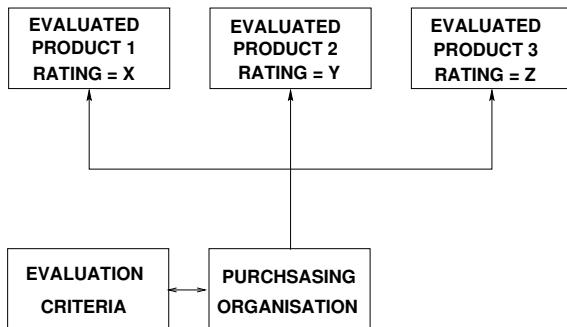 EVALUATED
PRODUCT 1
RATING = X
EVALUATED
PRODUCT 2
RATING = Y
EVALUATED
PRODUCT 3
RATING = Z
EVALUATION
CRITERIA
PURCHSASING
ORGANISATION